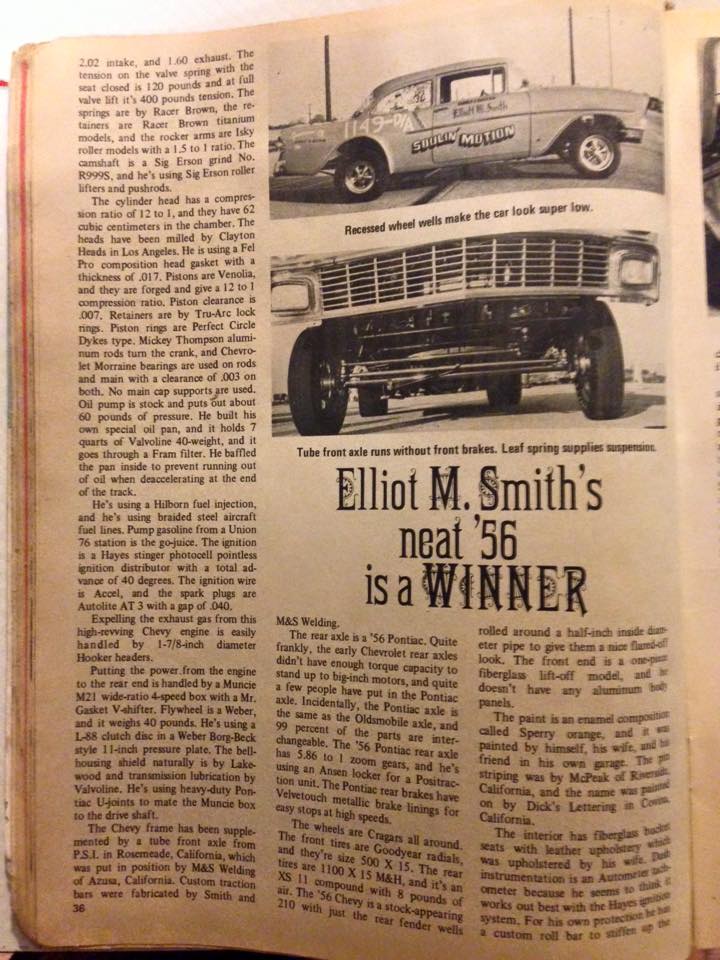 2.02 intake, and 1.60 exhaust. The
tension on the valve spring with the
seat closed is 120 pounds and at full
valve lift it's 400 pounds tension. The
springs are by Racer Brown, the re-
tainers are Racer Brown titanium
models, and the rocker arms are Isky
roller models with a 1.5 to 1 ratio. The
camshaft is a Sig Erson grind No.
R999S, and he's using Sig Erson roller
lifters and pushrods.
The cylinder head has a compres-
sion ratio of 12 to 1, and they have 62
cubic centimeters in the chamber. The
heads have been milled by Clayton
Heads in Los Angeles. He is using a Fel
Pro composition head gasket with a
thickness of .017. Pistons are Venolia,
and they are forged and give a 12 to 1
compression ratio. Piston clearance is
.007. Retainers are by Tru-Arc lock
rings. Piston rings are Perfect Circle
Dykes type. Mickey Thompson alumi-
num rods turn the crank, and Chevro-
let Morraine bearings are used on rods
and main with a clearance of .003 on
both. No main cap supports are used.
Oil pump is stock and puts out about
60 pounds of pressure. He built his
own special oil pan, and it holds 7
quarts of Valvoline 40-weight, and it
goes through a Fram filter. He baffled
the pan inside to prevent running out
of oil when deaccelerating at the end
of the track.
He's using a Hilborn fuel injection,
and he's using braided steel aircraft
fuel lines. Pump gasoline from a Union
76 station is the go-juice. The ignition
is a Hayes stinger photocell pointless
ignition distributor with a total ad-
vance of 40 degrees. The ignition wire
is Accel, and the spark plugs are
Autolite AT 3 with a gap of .040.
Expelling the exhaust gas from this
high-revving Chevy engine is easily
handled by 1-7/8-inch diameter
Hooker headers.
Putting the power from the engine
to the rear end is handled by a Muncie
M21 wide-ratio 4-speed box with a Mr.
Gasket V-shifter. Flywheel is a Weber,
and it weighs 40 pounds. He's using a
L-88 clutch disc in a Weber Borg-Beck
style 11-inch pressure plate. The bell-
housing shield naturally is by Lake-
wood and transmission lubrication by
Valvoline. He's using heavy-duty Pon-
tiac U-joints to mate the Muncie box
to the drive shaft.
The Chevy frame has been supple-
mented by a tube front axle from
P.S.I. in Rosemeade, California, which
was put in position by M&S Welding
of Azusa, California. Custom traction
bars were fabricated by Smith and
36
1149-D/A
Elliott M. Smith
SOULIN' MOTION
Recessed wheel wells make the car look super low.
Tube front axle runs without front brakes. Leaf spring supplies suspension.
Elliot M. Smith's
neat '56
is a WINNER
M&S Welding.
The rear axle is a '56 Pontiac. Quite
frankly, the early Chevrolet rear axles
didn't have enough torque capacity to
stand up to big-inch motors, and quite
a few people have put in the Pontiac
axle. Incidentally, the Pontiac axle is
the same as the Oldsmobile axle, and
99 percent of the parts are inter-
changeable. The '56 Pontiac rear axle
has 5.86 to 1 zoom gears, and he's
using an Ansen locker for a Positrac-
tion unit. The Pontiac rear brakes have
Velvetouch metallic brake linings for
easy stops at high speeds.
The wheels are Cragars all around.
The front tires are Goodyear radials,
and they're size 500 X 15. The rear
tires are 1100 X 15 M&H, and it's an
XS 11 compound with 8 pounds of
air. The '56 Chevy is a stock-appearing
210 with just the rear fender wells
rolled around a half-inch inside diam-
eter pipe to give them a nice flared-off
look. The front end is a one-piece
fiberglass lift-off model, and he
doesn't have any aluminum body
panels.
The paint is an enamel composition
called Sperry orange, and it was
painted by himself, his wife, and his
friend in his own garage. The pin
striping was by McPeak of Riverside,
California, and the name was painted
on by Dick's Lettering in Covina,
California.
The interior has fiberglass bucket
seats with leather upholstery which
was upholstered by his wife. Dash
instrumentation is an Autometer tach-
ometer because he seems to think it
works out best with the Hayes ignition
system. For his own protection he has
a custom roll bar to stiffen up the